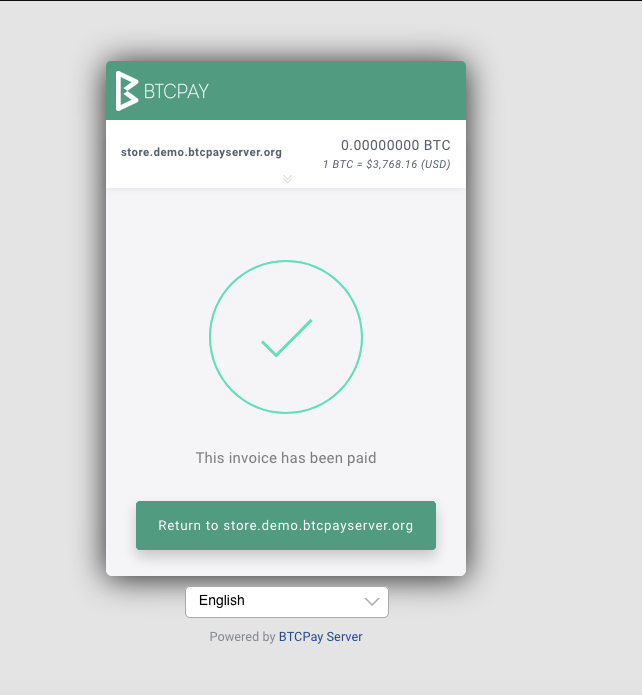 BTCPAY
store.demo.btcpayserver.org
0.00000000 BTC
1 BTC = $3,768.16 (USD)
This invoice has been paid
Return to store.demo.btcpayserver.org
English
Powered by BTCPay Server